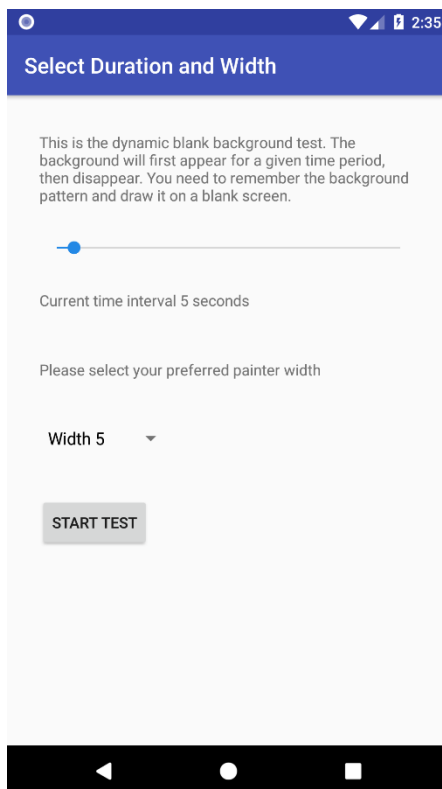 2:35
Select Duration and Width
This is the dynamic blank background test. The
background will first appear for a given time period,
then disappear. You need to remember the background
pattern and draw it on a blank screen.
Current time interval 5 seconds
Please select your preferred painter width
Width 5
START TEST